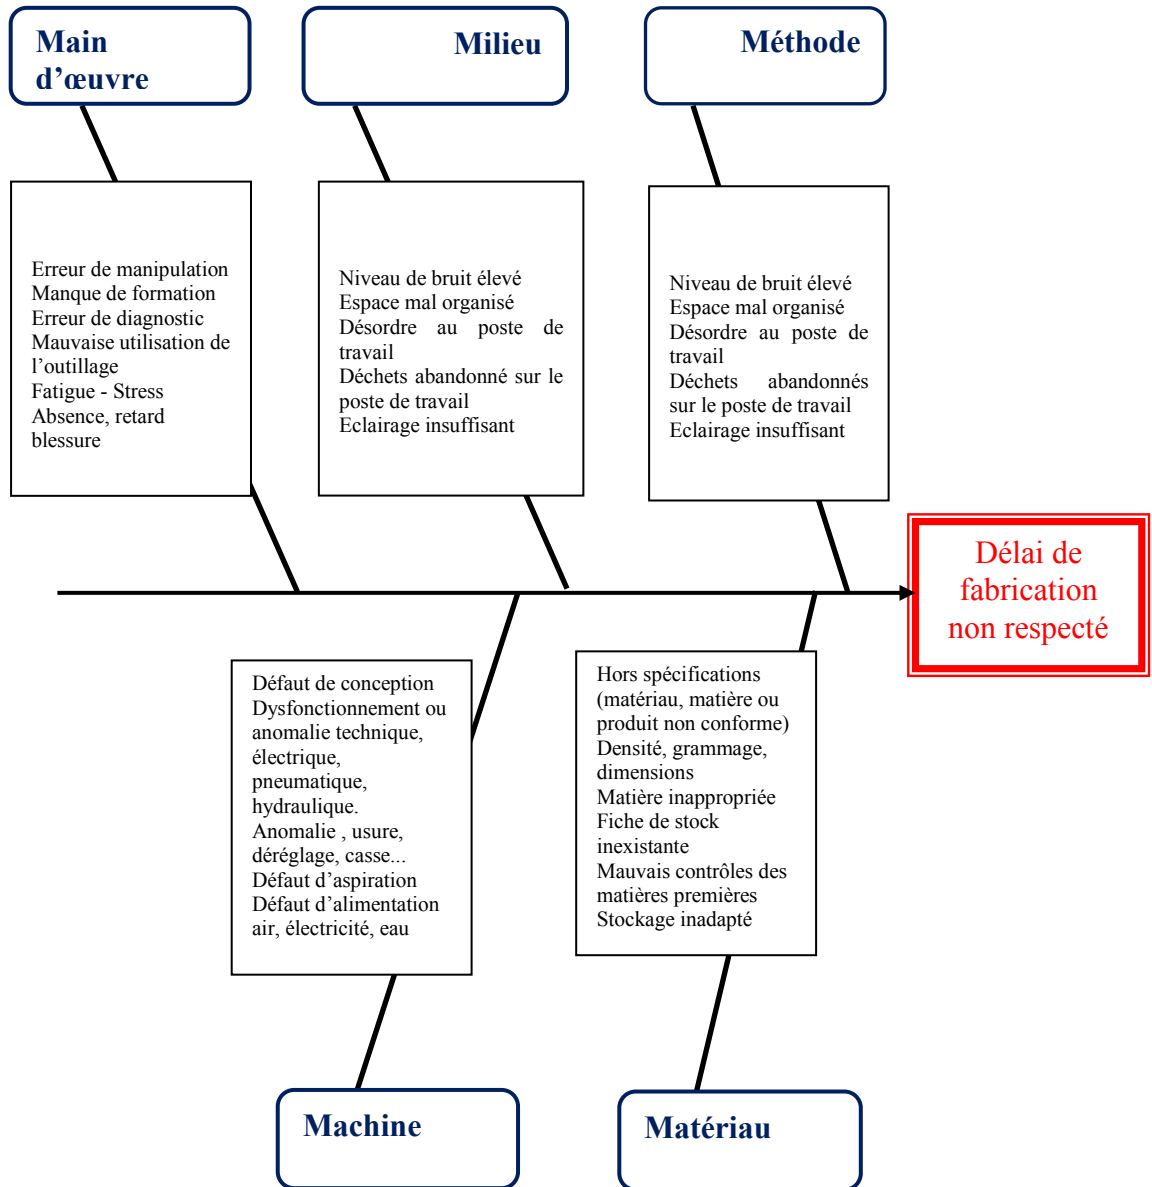 Main
d’œuvre
Milieu
Méthode
Erreur de manipulation
Manque de formation
Erreur de diagnostic
Mauvaise utilisation de
l’outillage
Fatigue - Stress
Absence, retard
blessure
Niveau de bruit élevé
Espace mal organisé
Désordre au poste de
travail
Déchets abandonné sur le
poste de travail
Eclairage insuffisant
Niveau de bruit élevé
Espace mal organisé
Désordre au poste de
travail
Déchets abandonnés
sur le poste de travail
Eclairage insuffisant
Délai de
fabrication
non respecté
Défaut de conception
Dysfonctionnement ou
anomalie technique,
électrique,
pneumatique,
hydraulique.
Anomalie , usure,
déréglage, casse...
Défaut d’aspiration
Défaut d’alimentation
air, électricité, eau
Hors spécifications
(matériau, matière ou
produit non conforme)
Densité, grammage,
dimensions
Matière inappropriée
Fiche de stock
inexistante
Mauvais contrôles des
matières premières
Stockage inadapté
Machine
Matériau